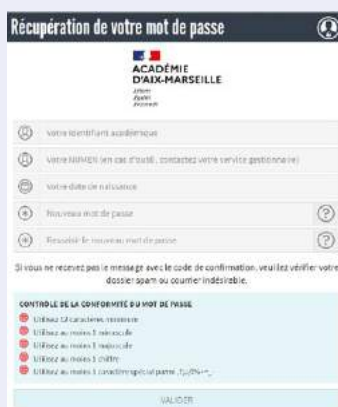 Récupération de votre mot de passe
ACADÉMIE
D'AIX-MARSEILLE
Liberté
Égalité
Fraternité
Votre identifiant académique
Votre NUMEN (en cas d'oubli, contactez votre service gestionnaire)
Votre date de naissance
Nouveau mot de passe
Ressaisir le nouveau mot de passe
Si vous ne recevez pas le message avec le code de confirmation, veuillez vérifier votre
dossier spam ou courrier indésirable.
CONTRÔLE DE LA CONFORMITÉ DU MOT DE PASSE
Utilisez 12 caractères minimum
Utilisez au moins 1 minuscule
Utilisez au moins 1 majuscule
Utilisez au moins 1 chiffre
Utilisez au moins 1 caractère spécial parmi
VALIDER